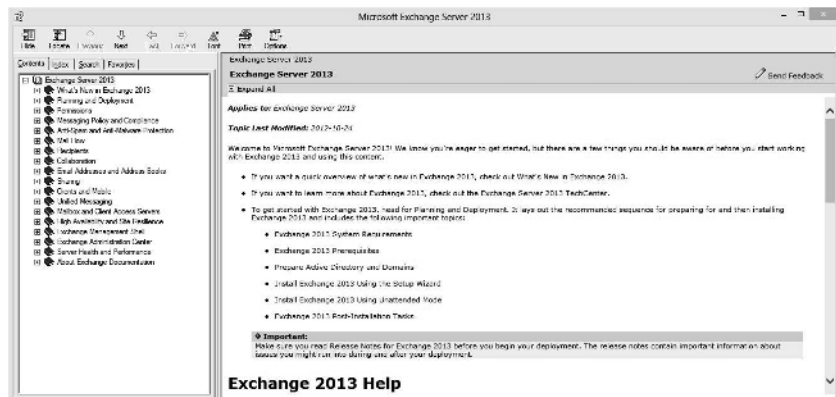 Microsoft Exchange Server 2013
Hide Locate Previous Next Back Forward Font Print Options
Contents Index Search Favorites
Exchange Server 2013
What's New in Exchange 2013
Planning and Deployment
Permissions
Messaging Policy and Compliance
Anti-Spam and Anti-Malware Protection
Mail Flow
Recipients
Collaboration
Email Addresses and Address Books
Sharing
Clients and Mobile
Unified Messaging
Mailbox and Client Access Servers
High Availability and Site Resilience
Exchange Management Shell
Exchange Administration Center
Server Health and Performance
About Exchange Documentation
Exchange Server 2013
Exchange Server 2013
Send Feedback
Expand All
Applies to: Exchange Server 2013
Topic Last Modified: 2012-10-24
Welcome to Microsoft Exchange Server 2013! We know you're eager to get started, but there are a few things you should be aware of before you start working
with Exchange 2013 and using this content.
If you want a quick overview of what's new in Exchange 2013, check out What's New in Exchange 2013.
If you want to learn more about Exchange 2013, check out the Exchange Server 2013 TechCenter.
To get started with Exchange 2013, head for Planning and Deployment. It lays out the recommended sequence for preparing for and then installing
Exchange 2013 and includes the following important topics:
Exchange 2013 System Requirements
Exchange 2013 Prerequisites
Prepare Active Directory and Domains
Install Exchange 2013 Using the Setup Wizard
Install Exchange 2013 Using Unattended Mode
Exchange 2013 Post-Installation Tasks
Important:
Make sure you read Release Notes for Exchange 2013 before you begin your deployment. The release notes contain important information about
issues you might run into during and after your deployment.
Exchange 2013 Help